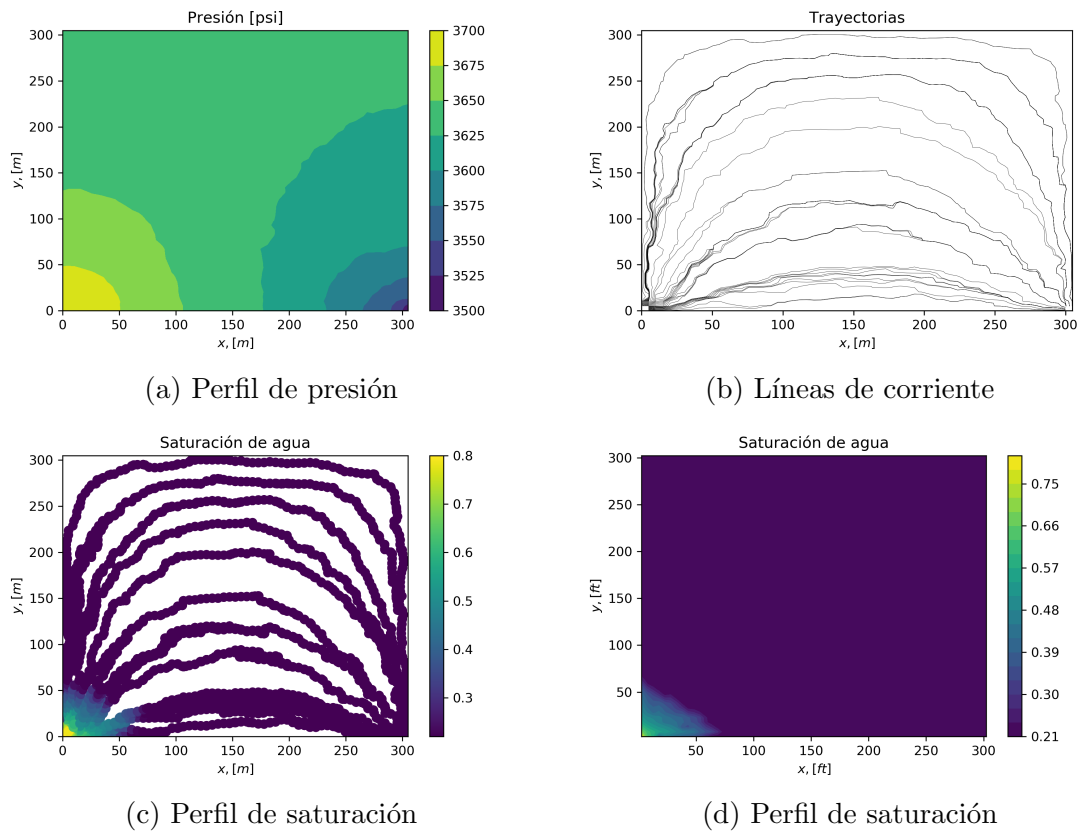 Presión [psi]
300
250
200
150
100
50
0
y, [m]
0 50 100 150 200 250 300
x, [m]
3700
3675
3650
3625
3600
3575
3550
3525
3500
(a) Perfil de presión
Trayectorias
300
250
200
150
100
50
0
y, [m]
0 50 100 150 200 250 300
x, [m]
(b) Líneas de corriente
Saturación de agua
300
250
200
150
100
50
0
y, [m]
0 50 100 150 200 250 300
x, [m]
0.8
0.7
0.6
0.5
0.4
0.3
(c) Perfil de saturación
Saturación de agua
300
250
200
150
100
50
y, [ft]
50 100 150 200 250 300
x, [ft]
0.75
0.66
0.57
0.48
0.39
0.30
0.21
(d) Perfil de saturación